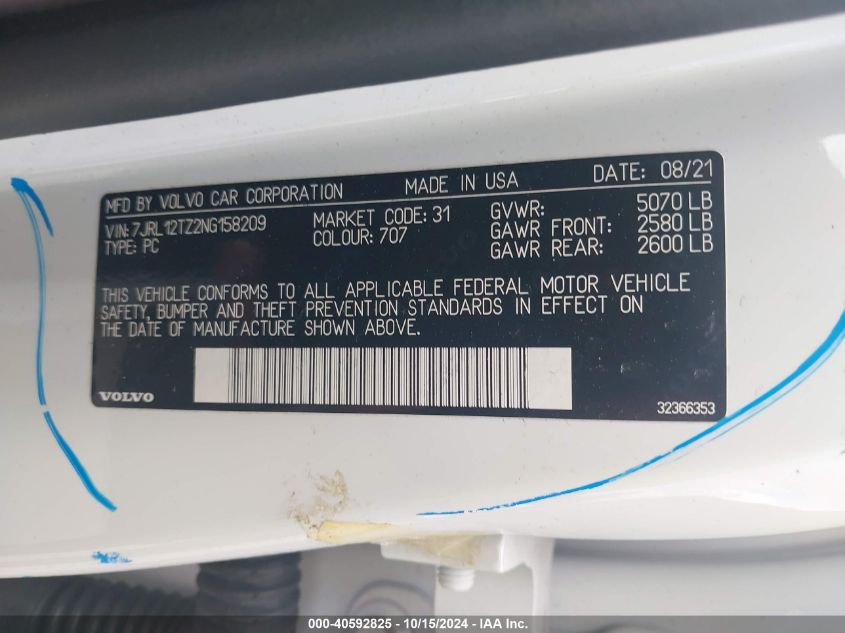 MFD BY VOLVO CAR CORPORATION MADE IN USA DATE: 08/21
VIN: 7JRL12TZ2NG158209 MARKET CODE: 31 GVWR: 5070 LB
TYPE: PC COLOUR: 707 GAWR FRONT: 2580 LB
GAWR REAR: 2600 LB
THIS VEHICLE CONFORMS TO ALL APPLICABLE FEDERAL MOTOR VEHICLE
SAFETY, BUMPER AND THEFT PREVENTION STANDARDS IN EFFECT ON
THE DATE OF MANUFACTURE SHOWN ABOVE.
VOLVO 32366353
000-40592825 - 10/15/2024 - IAA Inc.